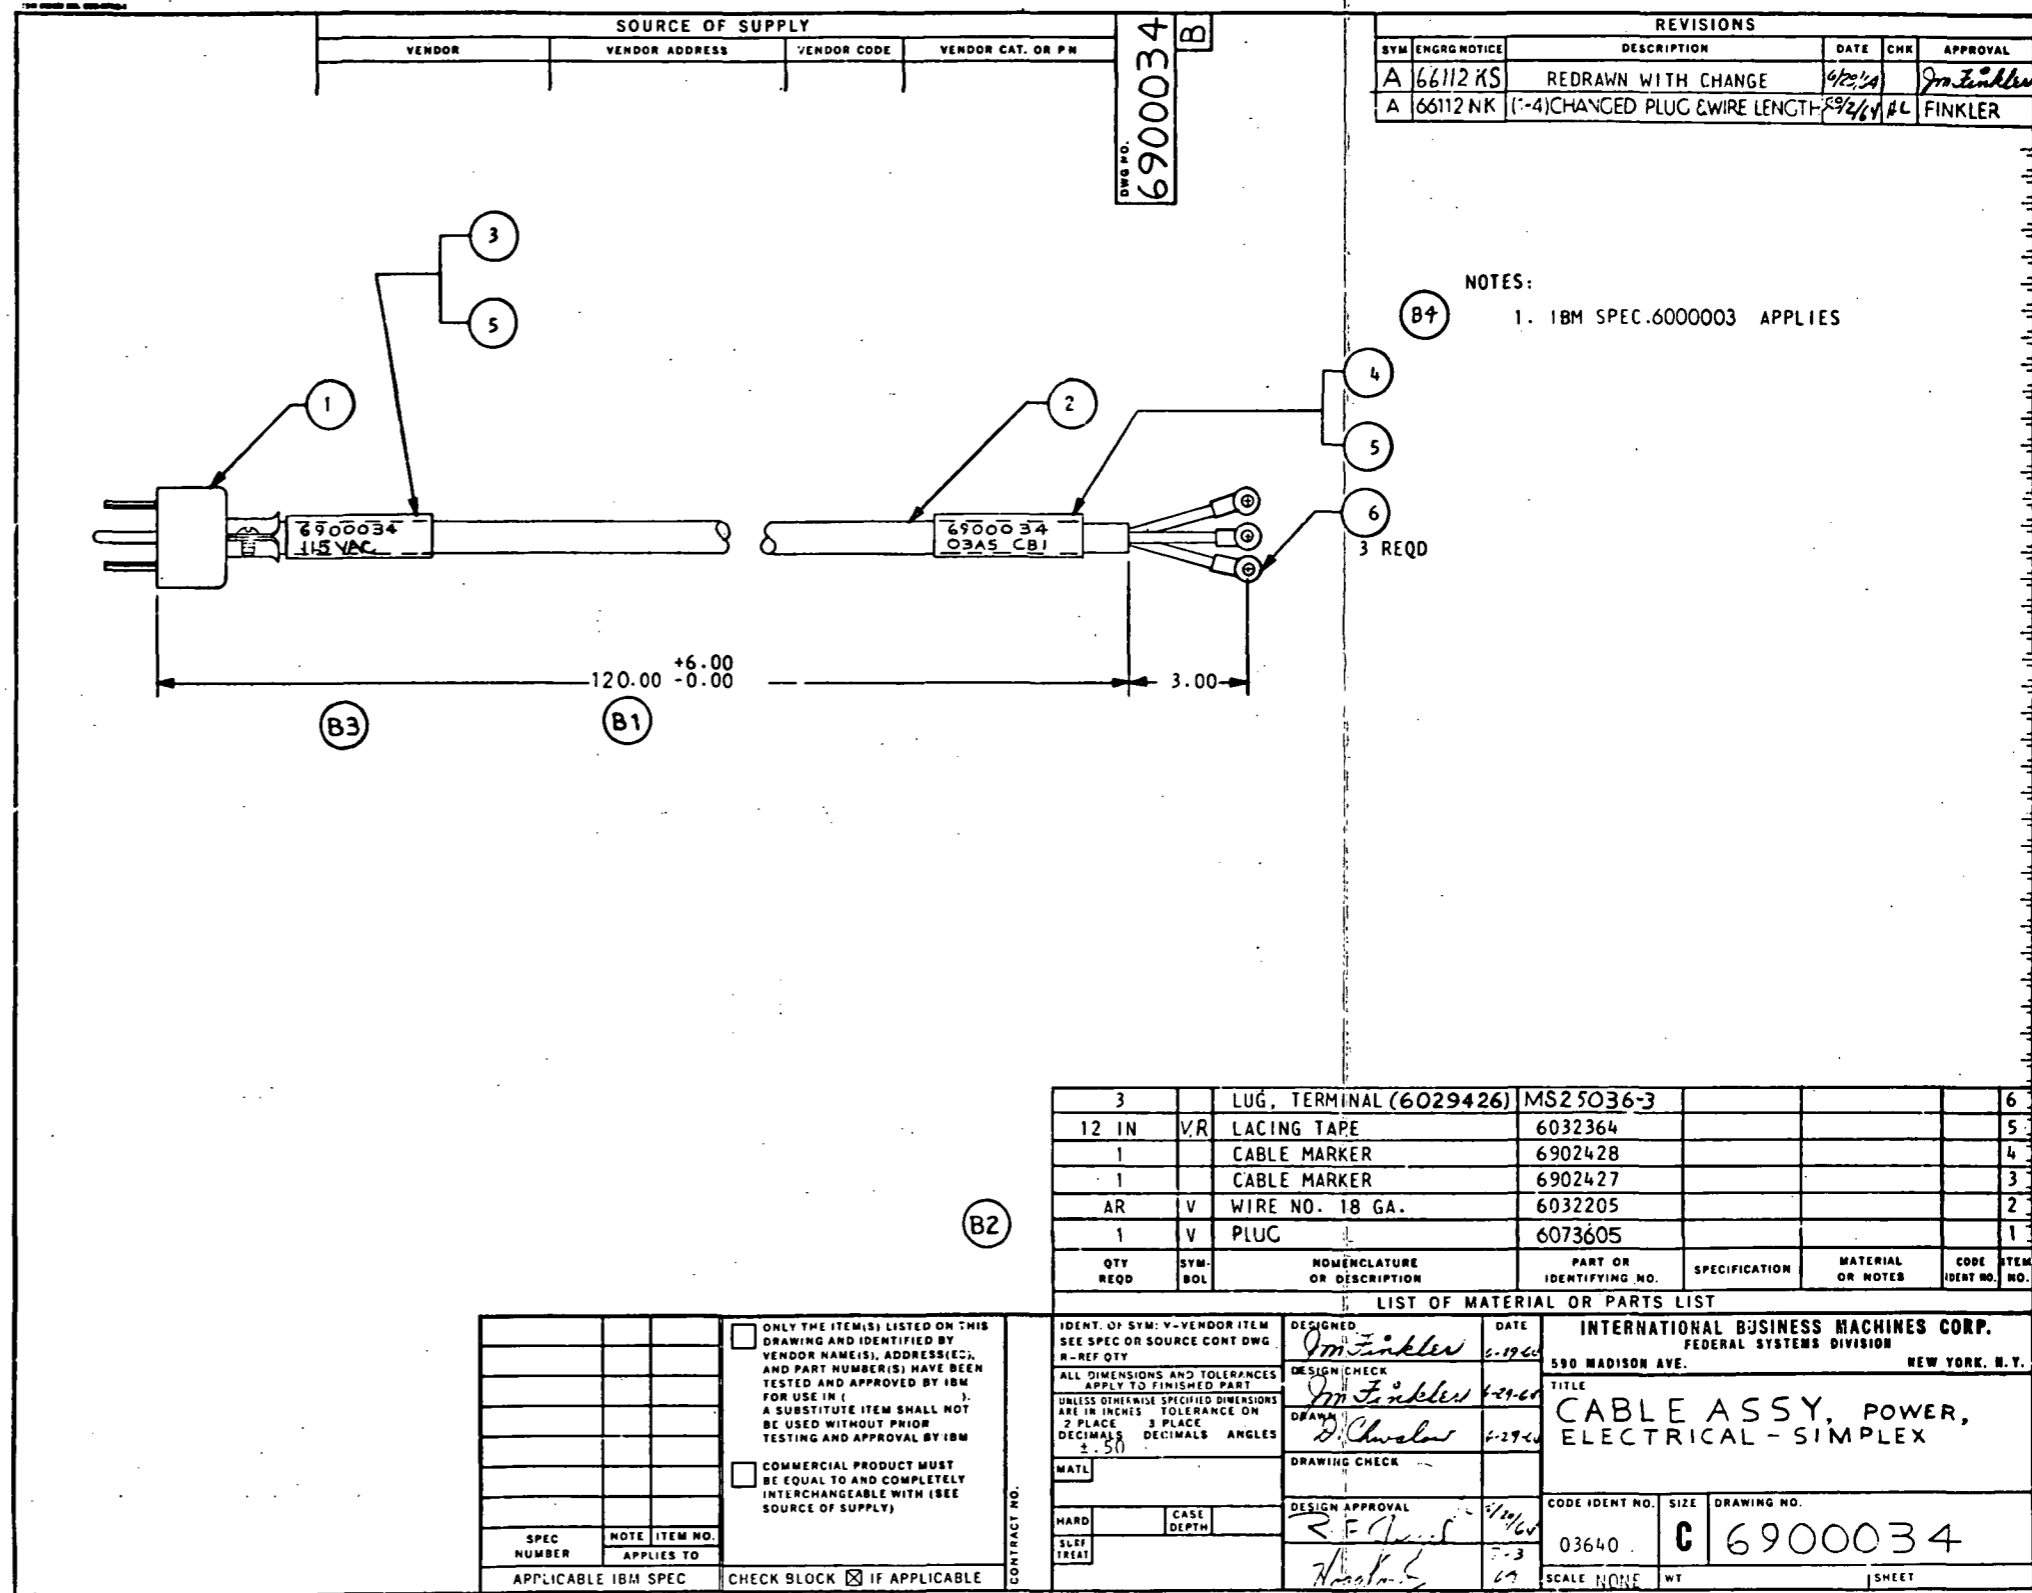 SOURCE OF SUPPLY
VENDOR VENDOR ADDRESS VENDOR CODE VENDOR CAT. OR P N
DWG NO.
6900034
B
REVISIONS
SYM ENGRG NOTICE DESCRIPTION DATE CHK APPROVAL
A 66112 KS REDRAWN WITH CHANGE Jm Finkler
A 66112 NK (1-4)CHANGED PLUG &WIRE LENGTH FINKLER
3
5
NOTES:
B4
1. IBM SPEC.6000003 APPLIES
1
2
4
5
6
3 REQD
6900034
115 VAC
6900034
03A5 CB1
120.00 +6.00
-0.00
3.00
B3
B1
B2
3 LUG, TERMINAL (6029426) MS25036-3 6
12 IN V,R LACING TAPE 6032364 5
1 CABLE MARKER 6902428 4
1 CABLE MARKER 6902427 3
AR V WIRE NO. 18 GA. 6032205 2
1 V PLUG 6073605 1
QTY REQD SYM-BOL NOMENCLATURE OR DESCRIPTION PART OR IDENTIFYING NO. SPECIFICATION MATERIAL OR NOTES CODE IDENT NO. ITEM NO.
LIST OF MATERIAL OR PARTS LIST
SPEC NUMBER NOTE ITEM NO.
APPLIES TO
APPLICABLE IBM SPEC
ONLY THE ITEM(S) LISTED ON THIS
DRAWING AND IDENTIFIED BY
VENDOR NAME(S), ADDRESS(ES),
AND PART NUMBER(S) HAVE BEEN
TESTED AND APPROVED BY IBM
FOR USE IN ( ).
A SUBSTITUTE ITEM SHALL NOT
BE USED WITHOUT PRIOR
TESTING AND APPROVAL BY IBM
COMMERCIAL PRODUCT MUST
BE EQUAL TO AND COMPLETELY
INTERCHANGEABLE WITH (SEE
SOURCE OF SUPPLY)
CHECK BLOCK IF APPLICABLE
CONTRACT NO.
IDENT. OF SYM: V-VENDOR ITEM
SEE SPEC OR SOURCE CONT DWG
R-REF QTY
ALL DIMENSIONS AND TOLERANCES
APPLY TO FINISHED PART
UNLESS OTHERWISE SPECIFIED DIMENSIONS
ARE IN INCHES TOLERANCE ON
2 PLACE 3 PLACE
DECIMALS DECIMALS ANGLES
±.50
MATL
HARD CASE DEPTH
SURF TREAT
DESIGNED DATE
Jm Finkler
DESIGN CHECK
Jm Finkler
DRAWN
DRAWING CHECK
DESIGN APPROVAL
INTERNATIONAL BUSINESS MACHINES CORP.
FEDERAL SYSTEMS DIVISION
590 MADISON AVE. NEW YORK, N.Y.
TITLE
CABLE ASSY, POWER,
ELECTRICAL - SIMPLEX
CODE IDENT NO. SIZE DRAWING NO.
03640 C 6900034
SCALE NONE WT SHEET